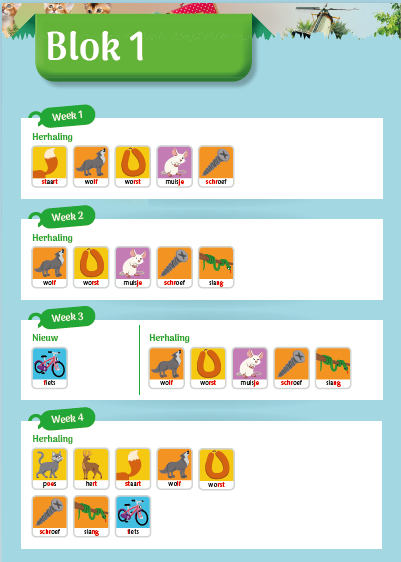 Blok 1
Week 1
Herhaling
staart wolf worst muisje schroef
Week 2
Herhaling
wolf worst muisje schroef slang
Week 3
Nieuw Herhaling
fiets wolf worst muisje schroef slang
Week 4
Herhaling
poes hert staart wolf worst
schroef slang fiets